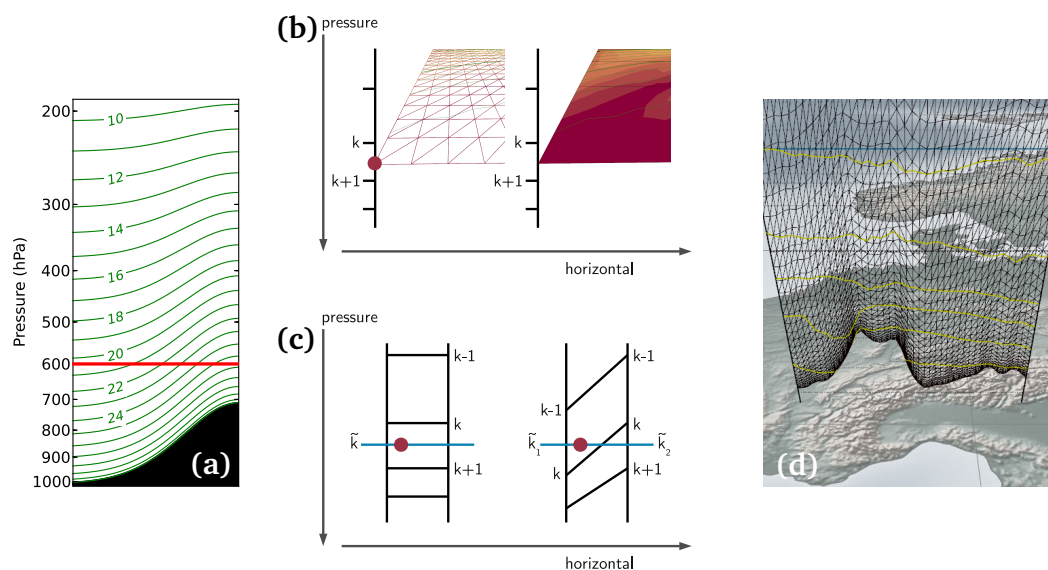 (a)
Pressure (hPa)
200
300
400
500
600
700
800
900
1000
10
12
14
16
18
20
22
24
(b)
pressure
k
k+1
k
k+1
horizontal
(c)
pressure
k-1
k
k̃
k+1
k-1
k-1
k
k̃₁
k̃₂
k
k+1
horizontal
(d)